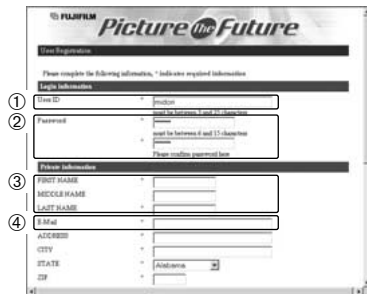 FUJIFILM
Picture The Future
User Registration
Please complete the following information, * indicates required information
Login information
① User ID * midori
must be between 3 and 25 characters
② Password *
must be between 6 and 15 characters
*
Please confirm password here
Private information
③ FIRST NAME *
MIDDLE NAME
LAST NAME *
④ E-Mail *
ADDRESS *
CITY *
STATE * Alabama
ZIP *